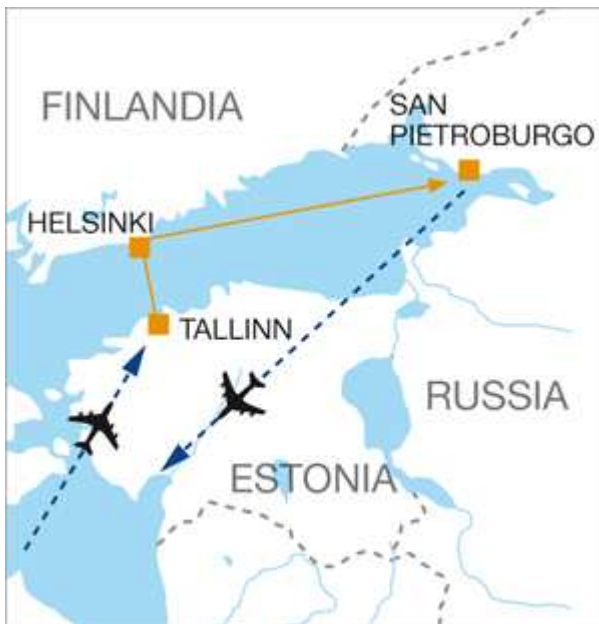 FINLANDIA
SAN
PIETROBURGO
HELSINKI
TALLINN
RUSSIA
ESTONIA